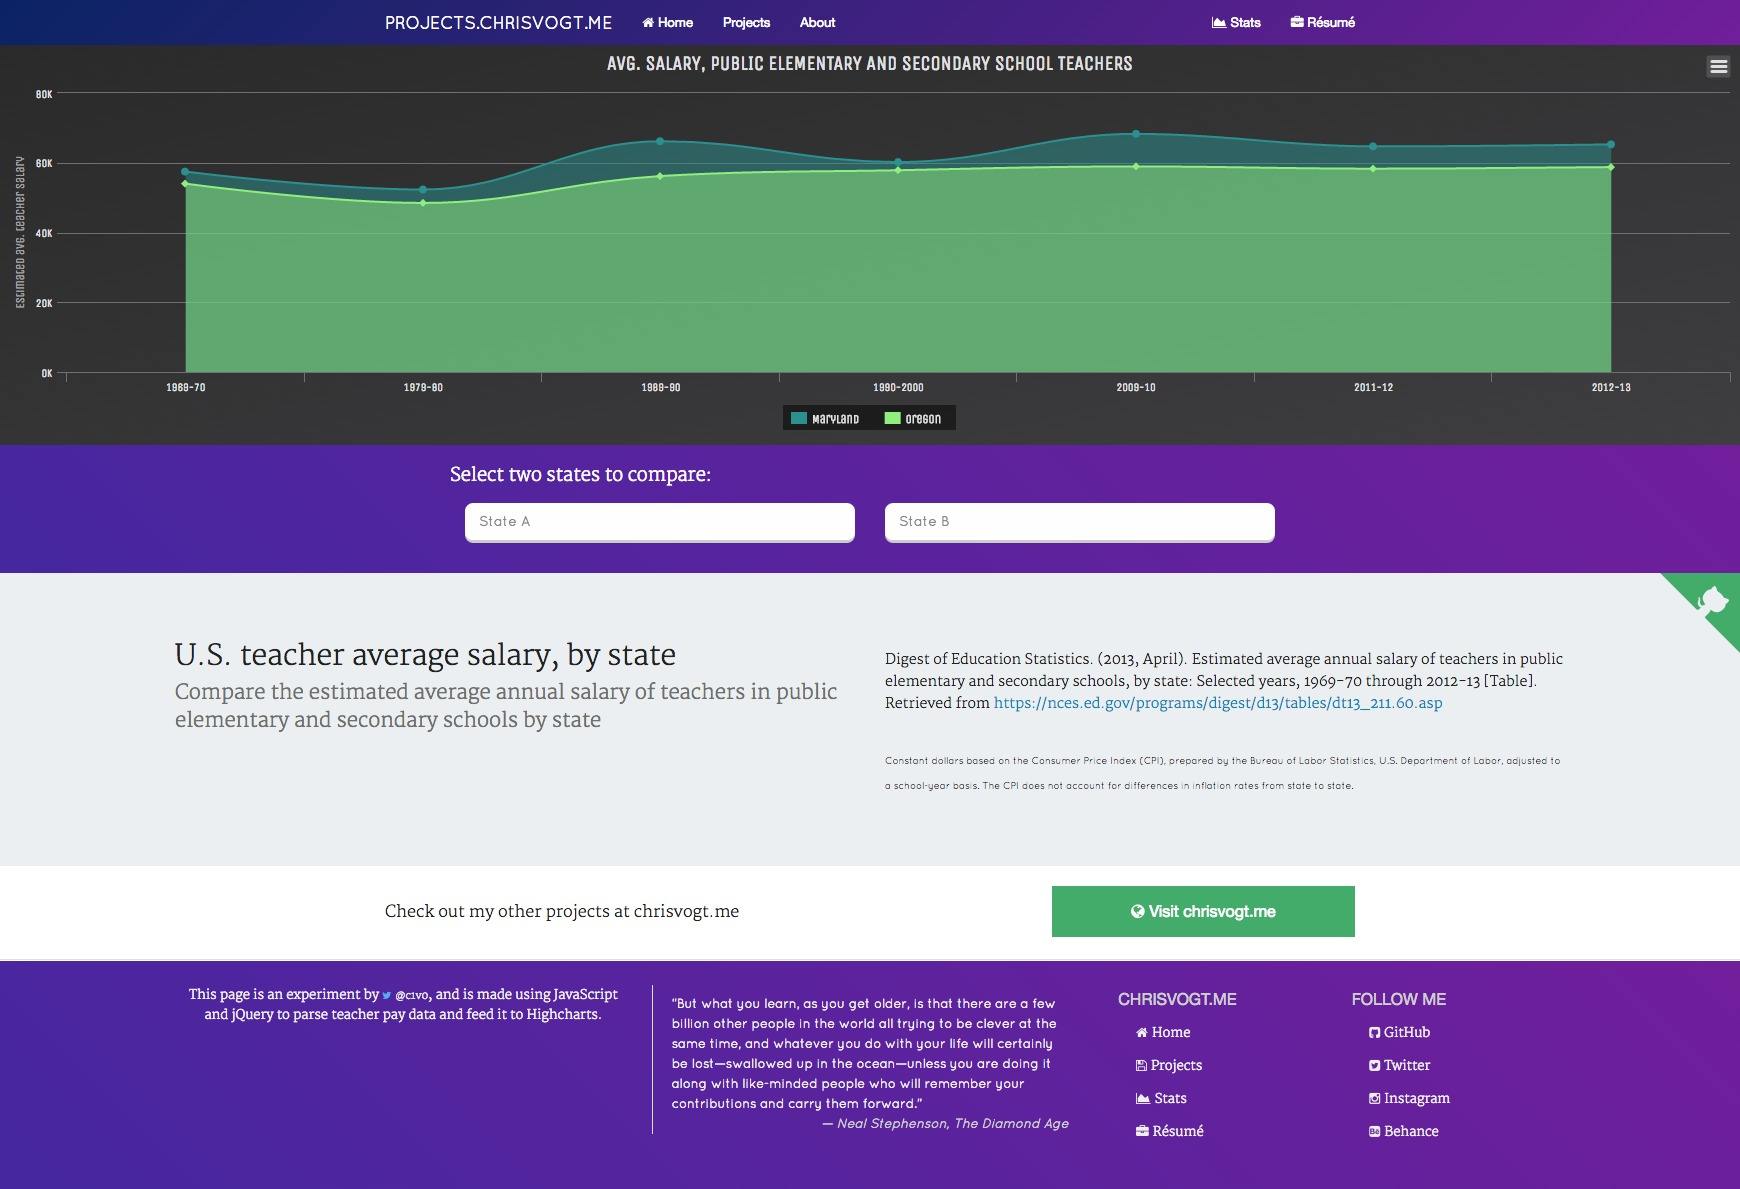 PROJECTS.CHRISVOGT.ME
Home
Projects
About
Stats
Résumé
AVG. SALARY, PUBLIC ELEMENTARY AND SECONDARY SCHOOL TEACHERS
Estimated avg. teacher salary
80K
60K
40K
20K
0K
1969-70
1979-80
1989-90
1990-2000
2009-10
2011-12
2012-13
Maryland
Oregon
Select two states to compare:
State A
State B
U.S. teacher average salary, by state
Compare the estimated average annual salary of teachers in public
elementary and secondary schools by state
Digest of Education Statistics. (2013, April). Estimated average annual salary of teachers in public
elementary and secondary schools, by state: Selected years, 1969-70 through 2012-13 [Table].
Retrieved from https://nces.ed.gov/programs/digest/d13/tables/dt13_211.60.asp
Constant dollars based on the Consumer Price Index (CPI), prepared by the Bureau of Labor Statistics, U.S. Department of Labor, adjusted to
a school-year basis. The CPI does not account for differences in inflation rates from state to state.
Check out my other projects at chrisvogt.me
Visit chrisvogt.me
This page is an experiment by @c1v0, and is made using JavaScript
and jQuery to parse teacher pay data and feed it to Highcharts.
"But what you learn, as you get older, is that there are a few
billion other people in the world all trying to be clever at the
same time, and whatever you do with your life will certainly
be lost—swallowed up in the ocean—unless you are doing it
along with like-minded people who will remember your
contributions and carry them forward."
— Neal Stephenson, The Diamond Age
CHRISVOGT.ME
Home
Projects
Stats
Résumé
FOLLOW ME
GitHub
Twitter
Instagram
Behance